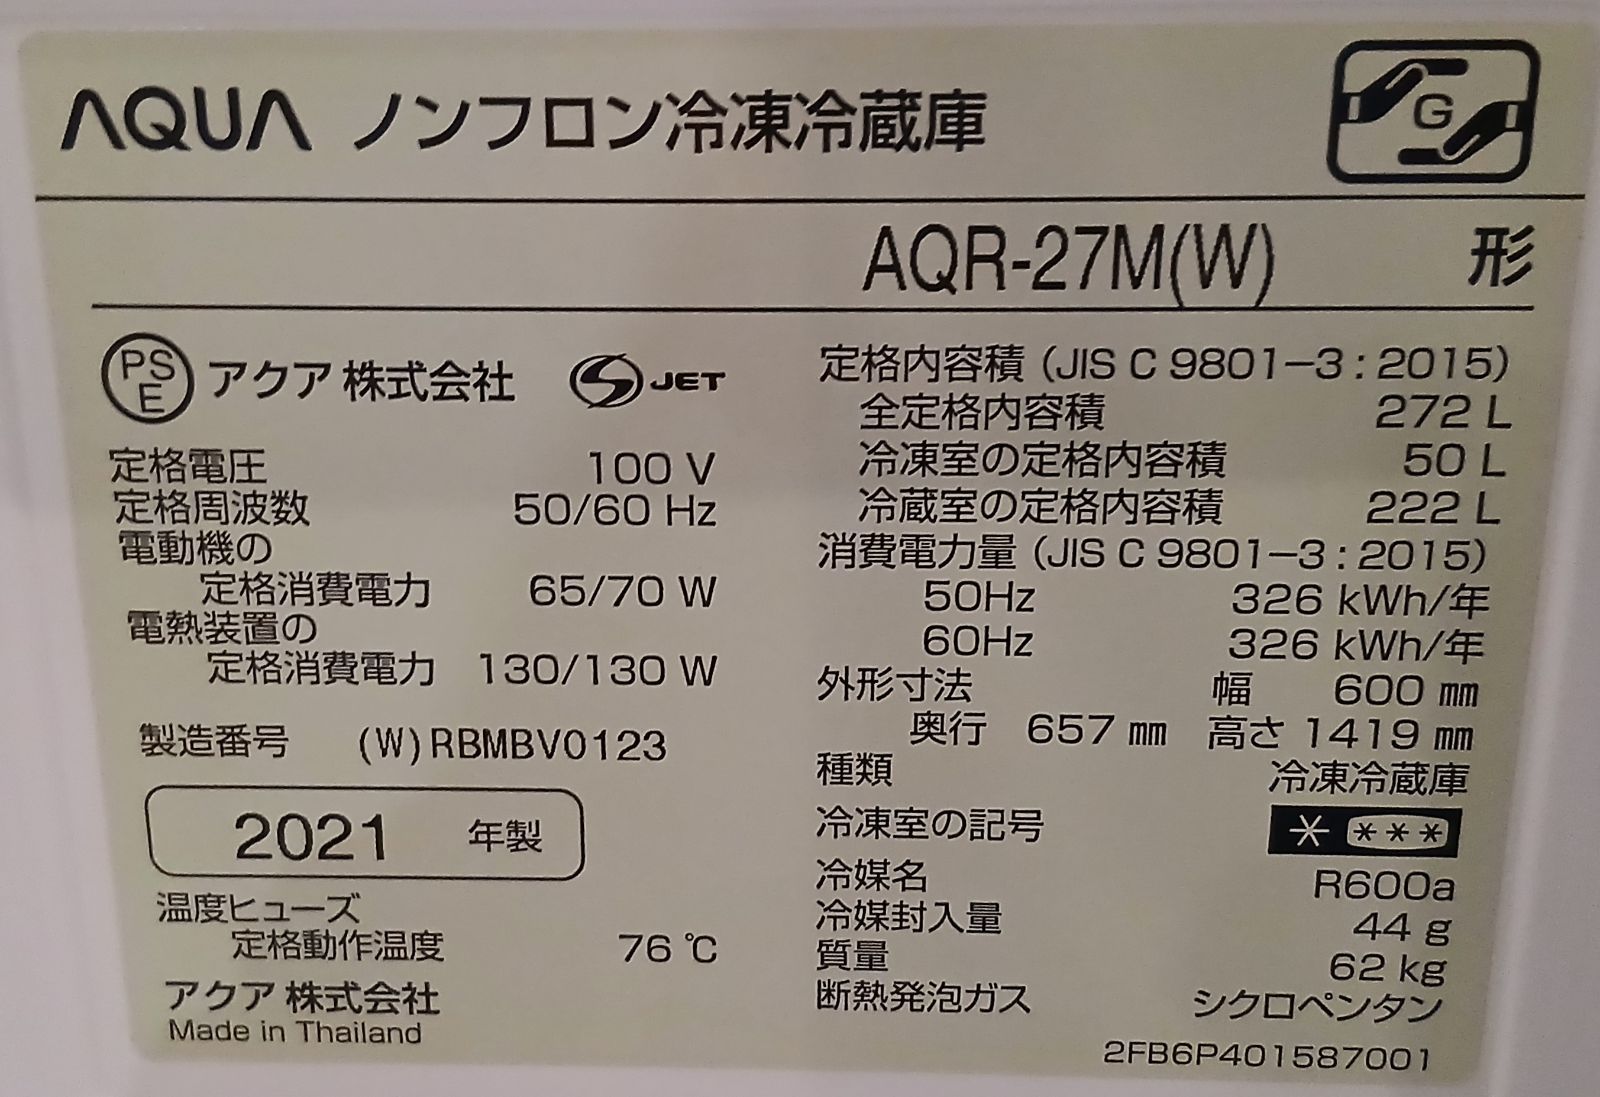 AQUA ノンフロン冷凍冷蔵庫
G
AQR-27M(W) 形
PSE アクア 株式会社 S JET
定格電圧 100 V
定格周波数 50/60 Hz
電動機の
定格消費電力 65/70 W
電熱装置の
定格消費電力 130/130 W
製造番号 (W)RBMBV0123
2021 年製
温度ヒューズ
定格動作温度 76 ℃
アクア 株式会社
Made in Thailand
定格内容積 (JIS C 9801-3:2015)
全定格内容積 272 L
冷凍室の定格内容積 50 L
冷蔵室の定格内容積 222 L
消費電力量 (JIS C 9801-3:2015)
50Hz 326 kWh/年
60Hz 326 kWh/年
外形寸法 幅 600 ㎜
奥行 657 ㎜ 高さ 1419 ㎜
種類 冷凍冷蔵庫
冷凍室の記号 * ***
冷媒名 R600a
冷媒封入量 44 g
質量 62 kg
断熱発泡ガス シクロペンタン
2FB6P401587001